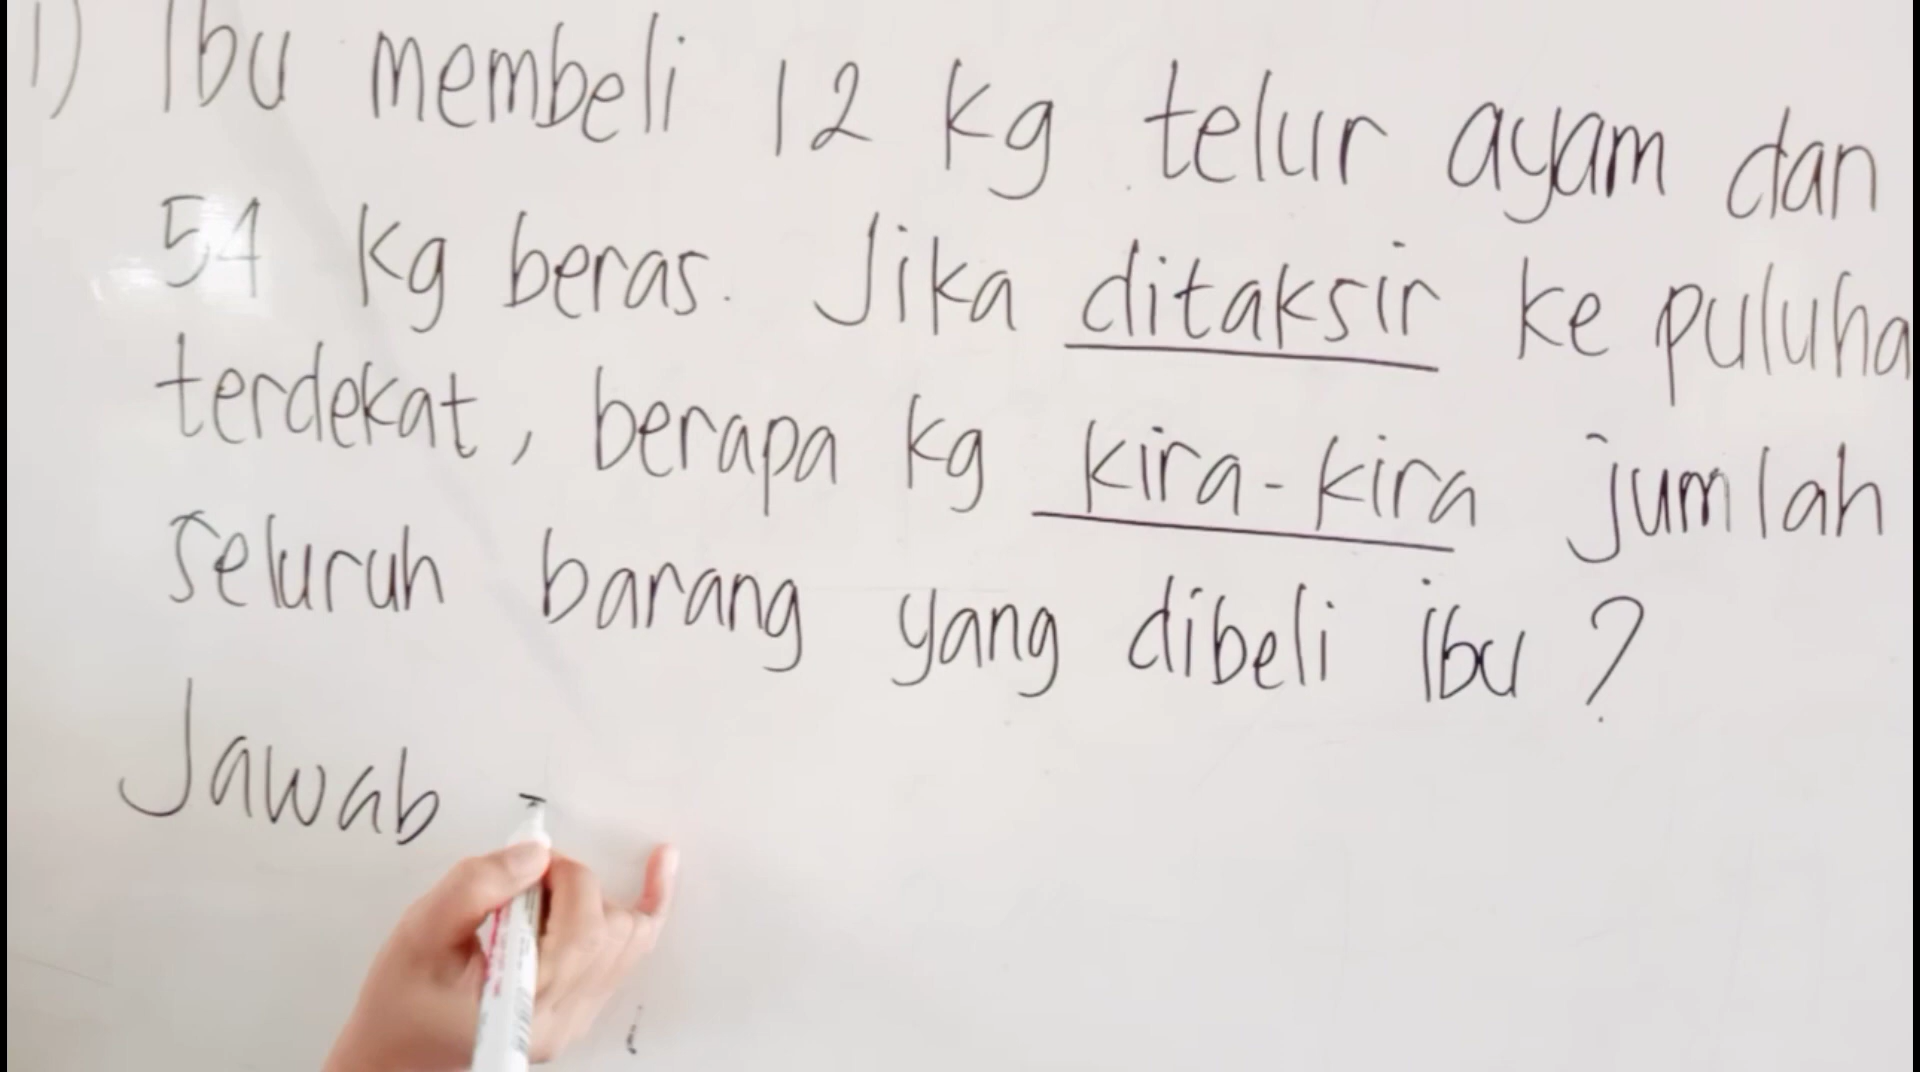 1) Ibu membeli 12 kg telur ayam dan
54 kg beras. Jika ditaksir ke puluha
terdekat, berapa kg kira-kira jumlah
seluruh barang yang dibeli ibu ?
Jawab =